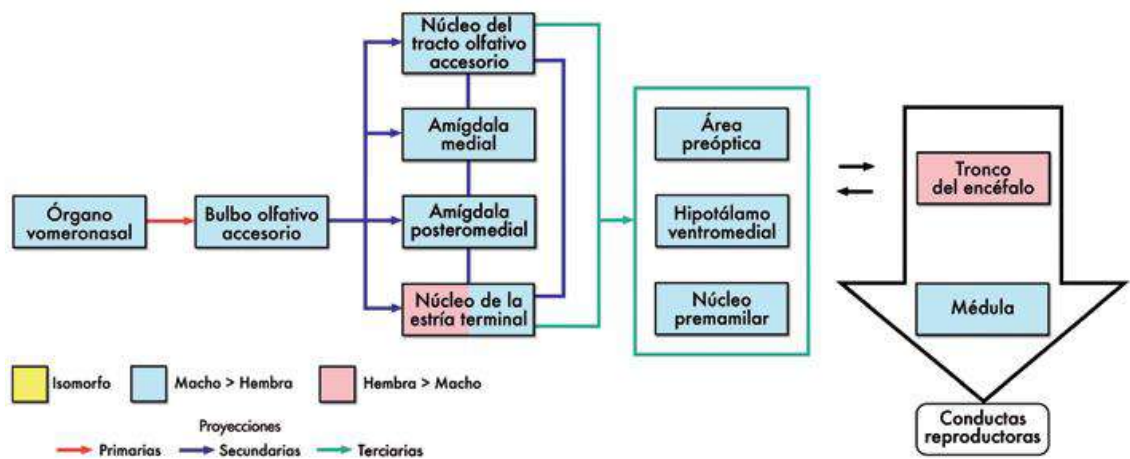 Núcleo del
tracto olfativo
accesorio
Amígdala
medial
Área
preóptica
Tronco
del encéfalo
Órgano
vomeronasal
Bulbo olfativo
accesorio
Amígdala
posteromedial
Hipotálamo
ventromedial
Núcleo de la
estría terminal
Núcleo
premamilar
Médula
Isomorfo
Macho > Hembra
Hembra > Macho
Proyecciones
Primarias
Secundarias
Terciarias
Conductas
reproductoras